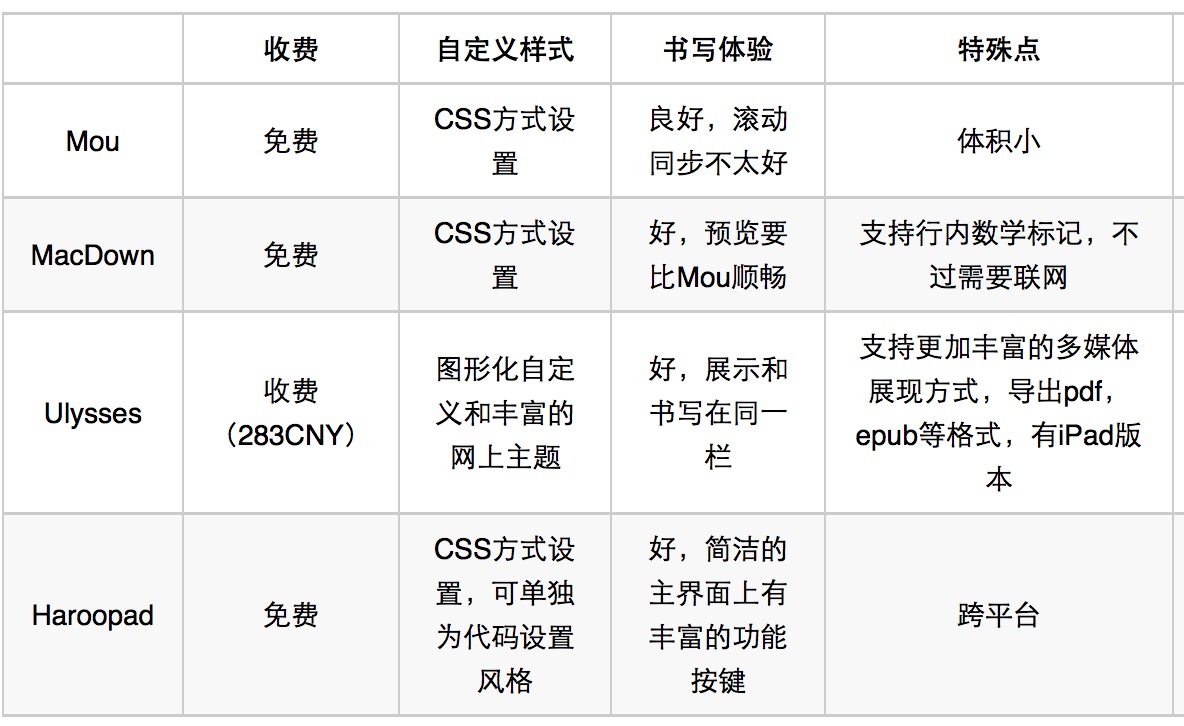 收费 自定义样式 书写体验 特殊点
Mou
免费
CSS方式设
置
良好，滚动
同步不太好
体积小
MacDown
免费
CSS方式设
置
好，预览要
比Mou顺畅
支持行内数学标记，不
过需要联网
Ulysses
收费
（283CNY）
图形化自定
义和丰富的
网上主题
好，展示和
书写在同一
栏
支持更加丰富的多媒体
展现方式，导出pdf，
epub等格式，有iPad版
本
Haroopad
免费
CSS方式设
置，可单独
为代码设置
风格
好，简洁的
主界面上有
丰富的功能
按键
跨平台